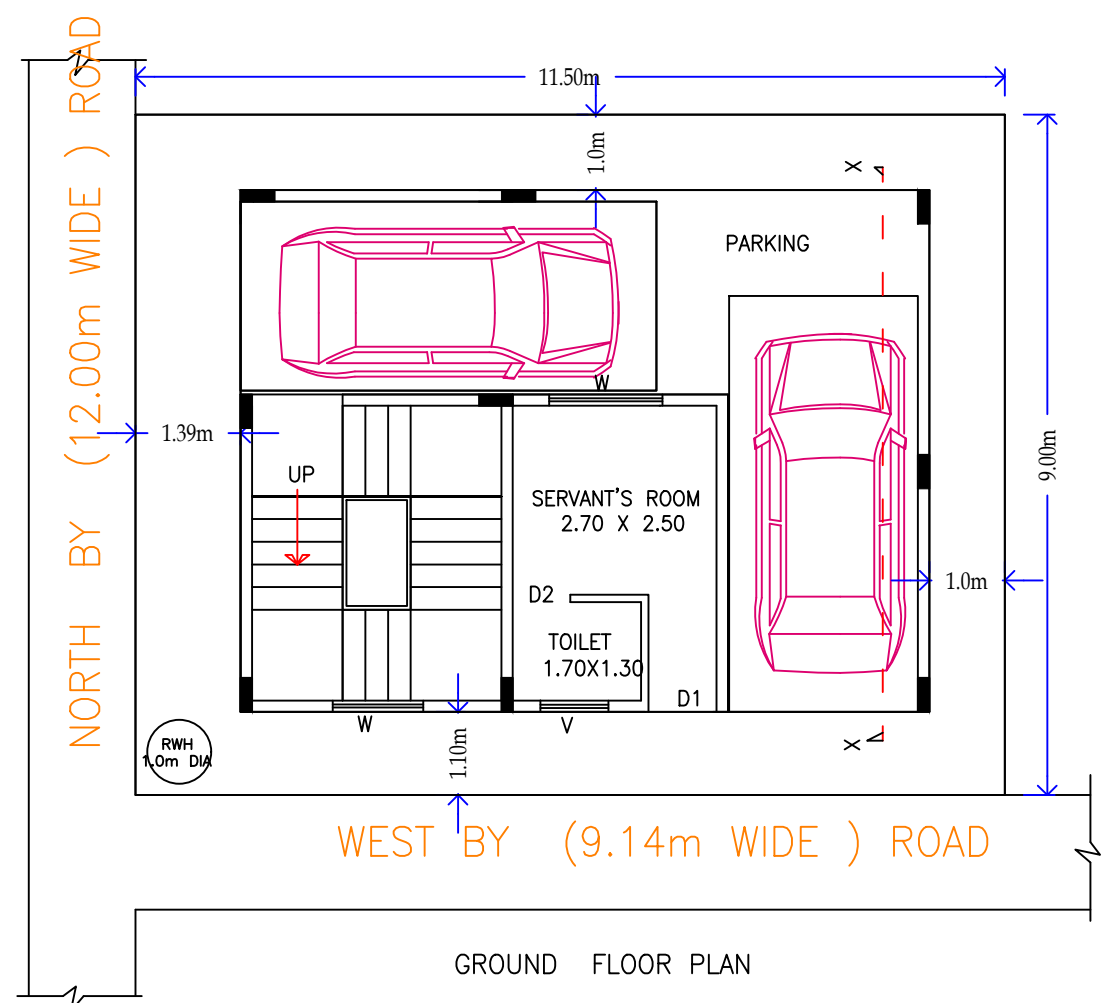 11.50m
NORTH BY (12.00m WIDE ) ROAD
1.0m
X
PARKING
W
1.39m
9.00m
UP
SERVANT'S ROOM
2.70 X 2.50
1.0m
D2
TOILET
1.70X1.30
D1
W
V
1.10m
X
RWH
1.0m DIA
WEST BY (9.14m WIDE ) ROAD
GROUND FLOOR PLAN